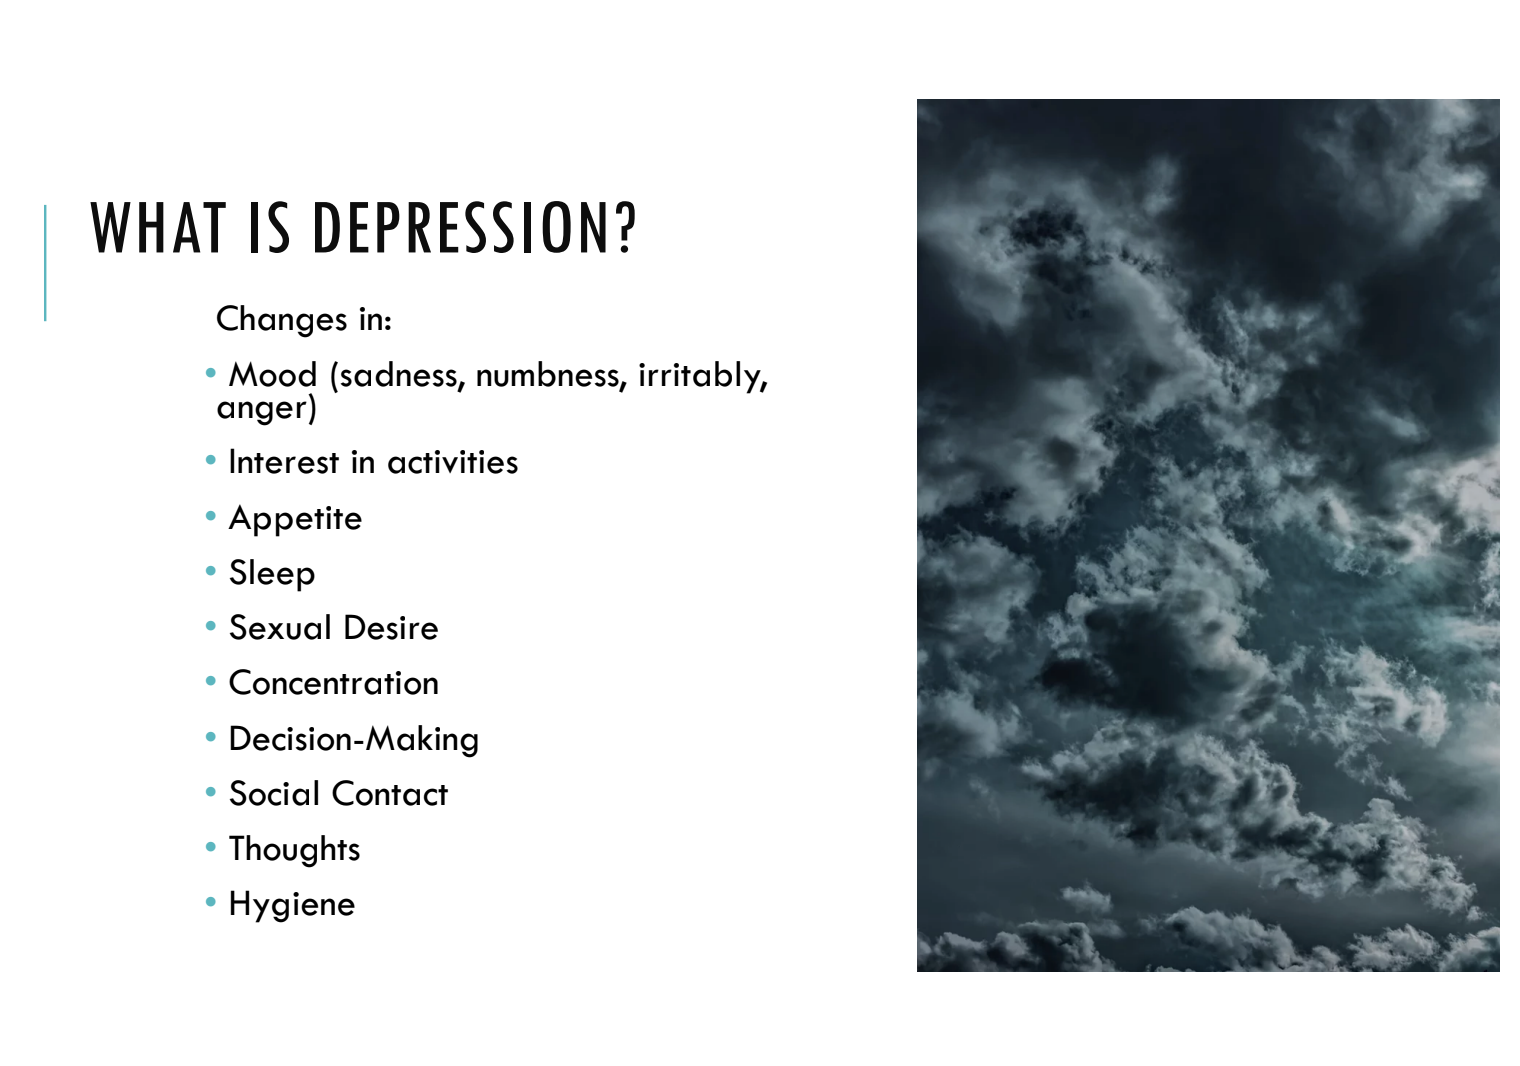 WHAT IS DEPRESSION?
Changes in:
• Mood (sadness, numbness, irritably,
anger)
• Interest in activities
• Appetite
• Sleep
• Sexual Desire
• Concentration
• Decision-Making
• Social Contact
• Thoughts
• Hygiene